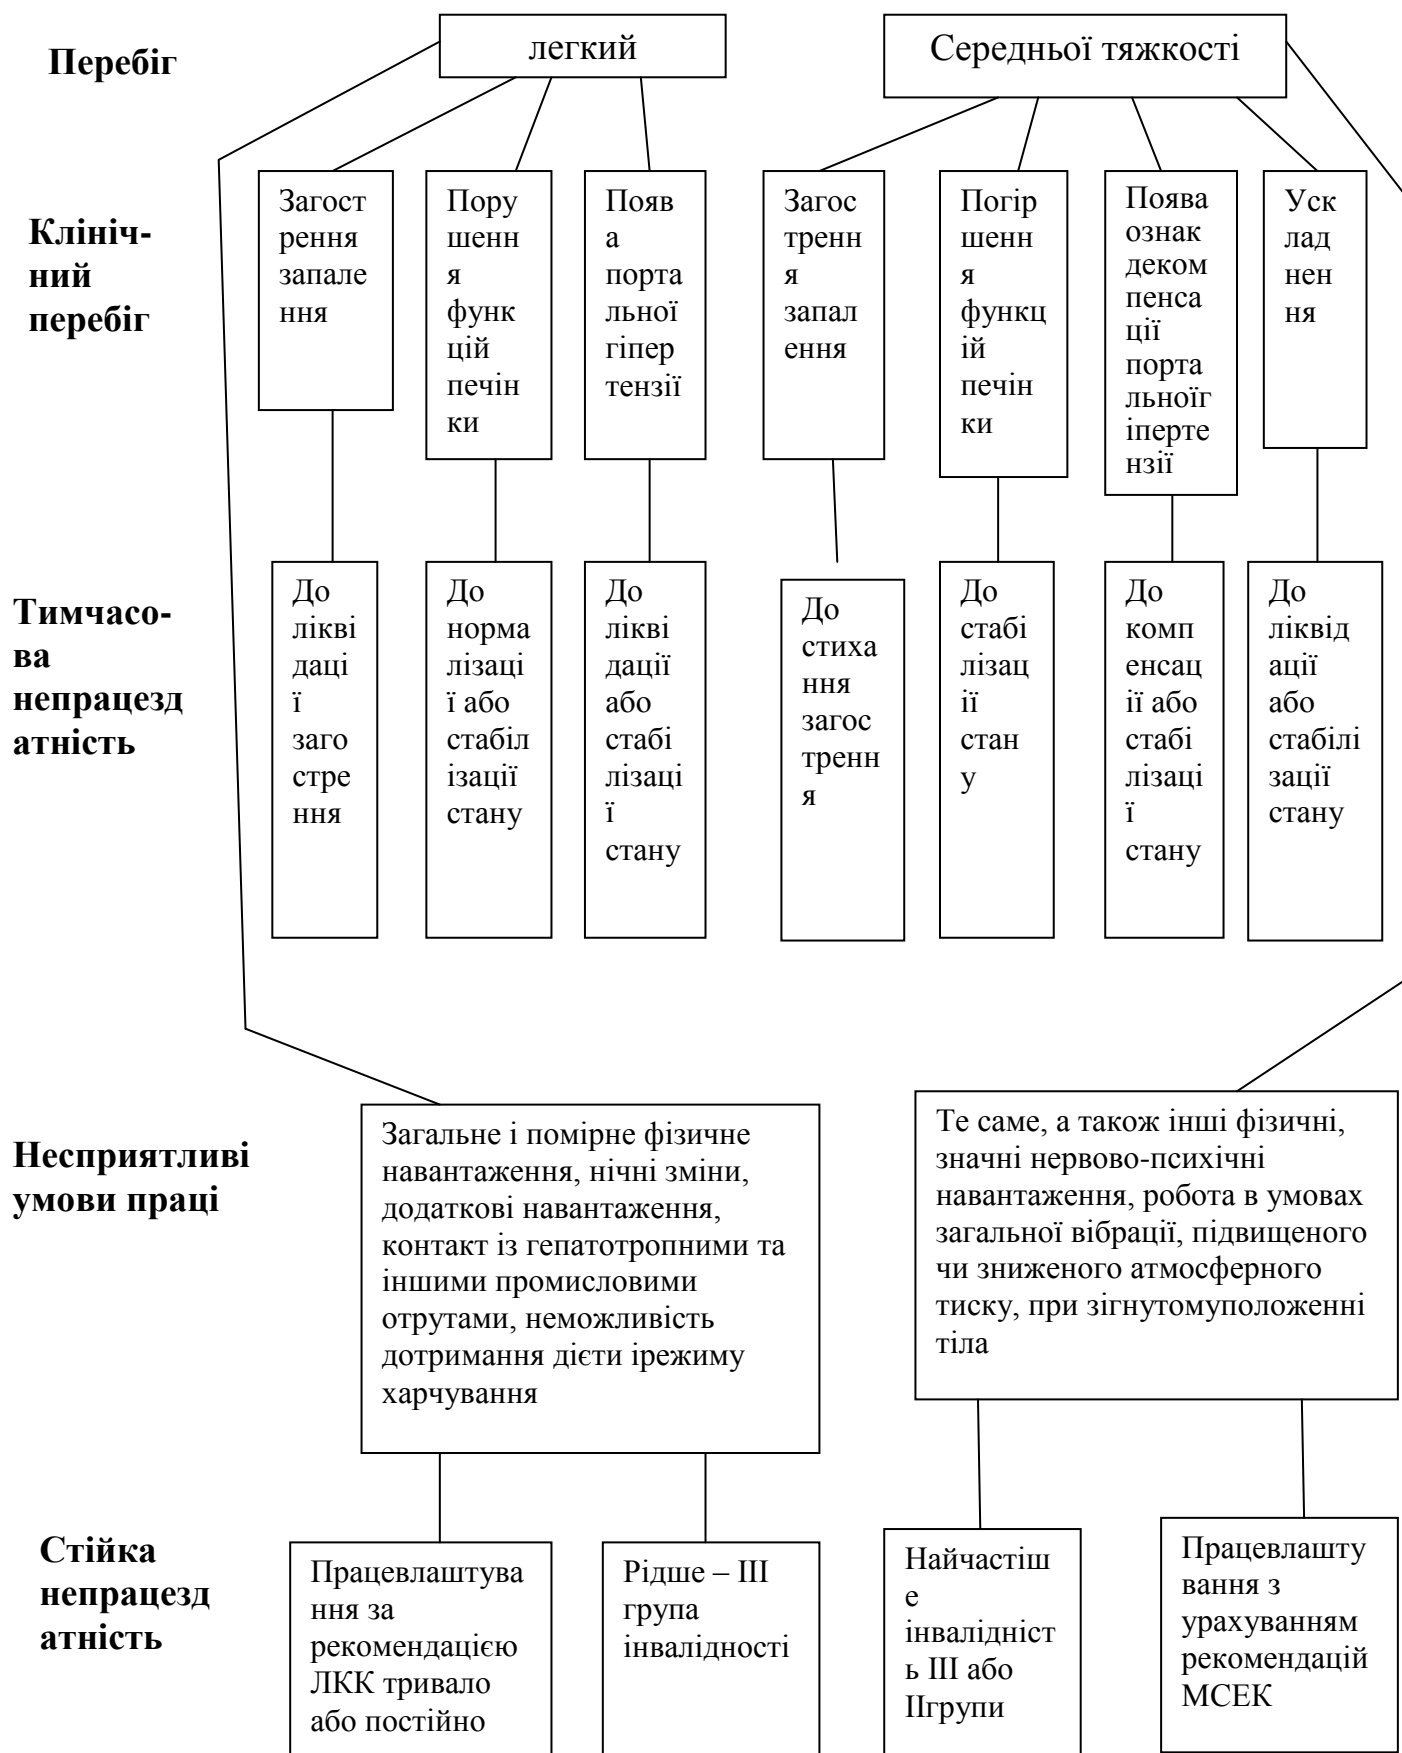 Перебіг
легкий
Середньої тяжкості
Клініч-
ний
перебіг
Загост
рення
запале
ння
Пору
шенн
я
функ
цій
печін
ки
Появ
а
порта
льної
гіпер
тензії
Загос
трення
запал
ення
Погір
шенн
я
функц
ій
печін
ки
Поява
ознак
деком
пенса
ції
порта
льноїг
іперте
нзії
Уск
лад
нен
ня
Тимчасо-
ва
непрацезд
атність
До
лікві
даці
ї
заго
стре
ння
До
норма
лізаці
ї або
стабіл
ізації
стану
До
лікві
дації
або
стабі
лізаці
ї
стану
До
стиха
ння
загос
тренн
я
До
стабі
лізаці
ї
стан
у
До
комп
енсац
ії або
стабі
лізаці
ї
стану
До
ліквід
ації
або
стабілі
зації
стану
Несприятливі
умови праці
Загальне і помірне фізичне
навантаження, нічні зміни,
додаткові навантаження,
контакт із гепатотропними та
іншими промисловими
отрутами, неможливість
дотримання дієти ірежиму
харчування
Те саме, а також інші фізичні,
значні нервово-психічні
навантаження, робота в умовах
загальної вібрації, підвищеного
чи зниженого атмосферного
тиску, при зігнутомуположенні
тіла
Стійка
непрацезд
атність
Працевлаштува
ння за
рекомендацією
ЛКК тривало
або постійно
Рідше – ІІІ
група
інвалідності
Найчастіш
е
інвалідніст
ь ІІІ або
ІІгрупи
Працевлашту
вання з
урахуванням
рекомендацій
МСЕК